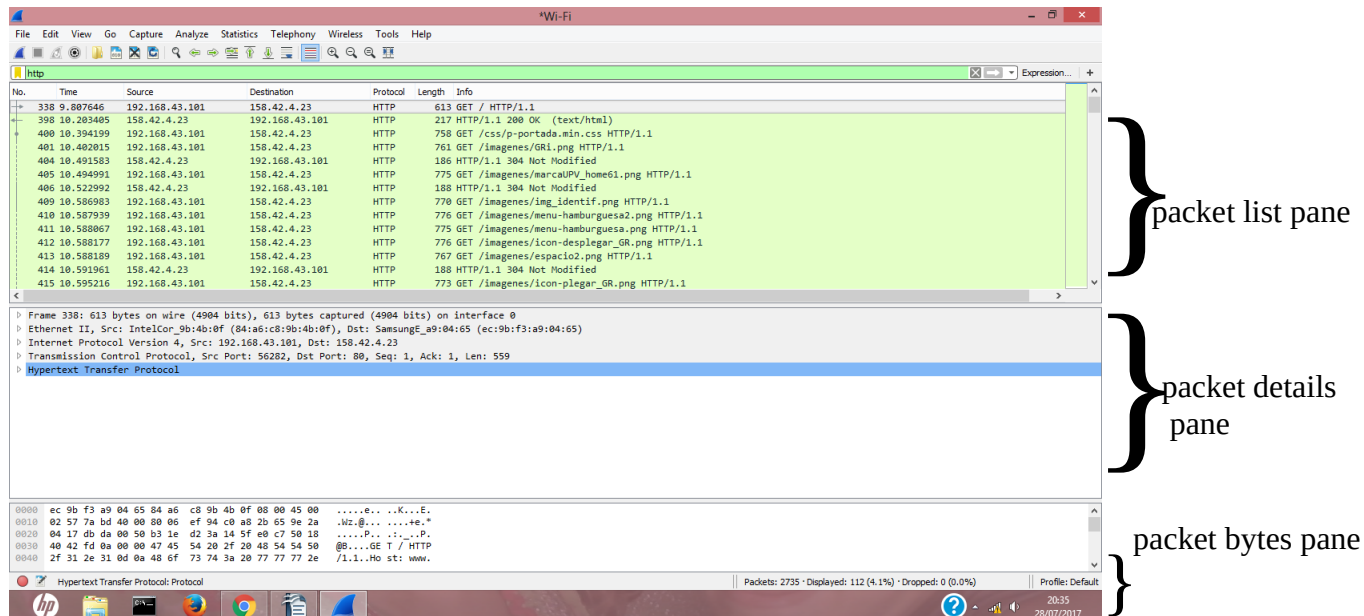 *Wi-Fi
File Edit View Go Capture Analyze Statistics Telephony Wireless Tools Help
http Expression... +
No. Time Source Destination Protocol Length Info
338 9.807646 192.168.43.101 158.42.4.23 HTTP 613 GET / HTTP/1.1
398 10.203405 158.42.4.23 192.168.43.101 HTTP 217 HTTP/1.1 200 OK (text/html)
400 10.394199 192.168.43.101 158.42.4.23 HTTP 758 GET /css/p-portada.min.css HTTP/1.1
401 10.402015 192.168.43.101 158.42.4.23 HTTP 761 GET /imagenes/GRi.png HTTP/1.1
404 10.491583 158.42.4.23 192.168.43.101 HTTP 186 HTTP/1.1 304 Not Modified
405 10.494991 192.168.43.101 158.42.4.23 HTTP 775 GET /imagenes/marcaUPV_home61.png HTTP/1.1
406 10.522992 158.42.4.23 192.168.43.101 HTTP 188 HTTP/1.1 304 Not Modified
409 10.586983 192.168.43.101 158.42.4.23 HTTP 770 GET /imagenes/img_identif.png HTTP/1.1
410 10.587939 192.168.43.101 158.42.4.23 HTTP 776 GET /imagenes/menu-hamburguesa2.png HTTP/1.1
411 10.588067 192.168.43.101 158.42.4.23 HTTP 775 GET /imagenes/menu-hamburguesa.png HTTP/1.1
412 10.588177 192.168.43.101 158.42.4.23 HTTP 776 GET /imagenes/icon-desplegar_GR.png HTTP/1.1
413 10.588189 192.168.43.101 158.42.4.23 HTTP 767 GET /imagenes/espacio2.png HTTP/1.1
414 10.591961 158.42.4.23 192.168.43.101 HTTP 188 HTTP/1.1 304 Not Modified
415 10.595216 192.168.43.101 158.42.4.23 HTTP 773 GET /imagenes/icon-plegar_GR.png HTTP/1.1
packet list pane
Frame 338: 613 bytes on wire (4904 bits), 613 bytes captured (4904 bits) on interface 0
Ethernet II, Src: IntelCor_9b:4b:0f (84:a6:c8:9b:4b:0f), Dst: SamsungE_a9:04:65 (ec:9b:f3:a9:04:65)
Internet Protocol Version 4, Src: 192.168.43.101, Dst: 158.42.4.23
Transmission Control Protocol, Src Port: 56282, Dst Port: 80, Seq: 1, Ack: 1, Len: 559
Hypertext Transfer Protocol
packet details
pane
0000 ec 9b f3 a9 04 65 84 a6 c8 9b 4b 0f 08 00 45 00 .....e.. ..K...E.
0010 02 57 7a bd 40 00 80 06 ef 94 c0 a8 2b 65 9e 2a .Wz.@... ....+e.*
0020 04 17 db da 00 50 b3 1e d2 3a 14 5f e0 c7 50 18 .....P.. .:._..P.
0030 40 42 fd 0a 00 00 47 45 54 20 2f 20 48 54 54 50 @B....GE T / HTTP
0040 2f 31 2e 31 0d 0a 48 6f 73 74 3a 20 77 77 77 2e /1.1..Ho st: www.
packet bytes pane
Hypertext Transfer Protocol: Protocol Packets: 2735 · Displayed: 112 (4.1%) · Dropped: 0 (0.0%) Profile: Default
hp 20:35
28/07/2017